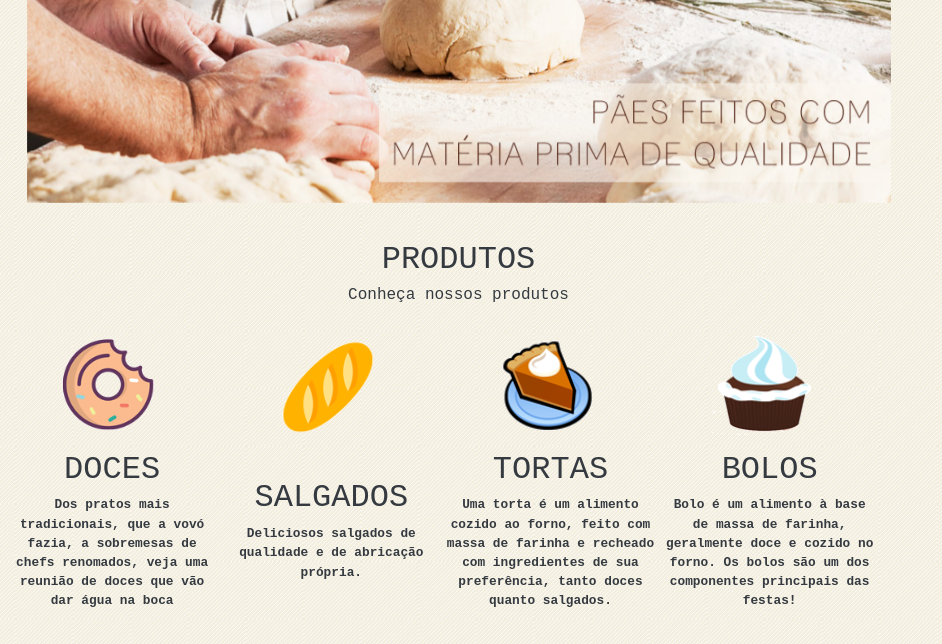 PÃES FEITOS COM
MATÉRIA PRIMA DE QUALIDADE
PRODUTOS
Conheça nossos produtos
DOCES
Dos pratos mais
tradicionais, que a vovó
fazia, a sobremesas de
chefs renomados, veja uma
reunião de doces que vão
dar água na boca
SALGADOS
Deliciosos salgados de
qualidade e de abricação
própria.
TORTAS
Uma torta é um alimento
cozido ao forno, feito com
massa de farinha e recheado
com ingredientes de sua
preferência, tanto doces
quanto salgados.
BOLOS
Bolo é um alimento à base
de massa de farinha,
geralmente doce e cozido no
forno. Os bolos são um dos
componentes principais das
festas!